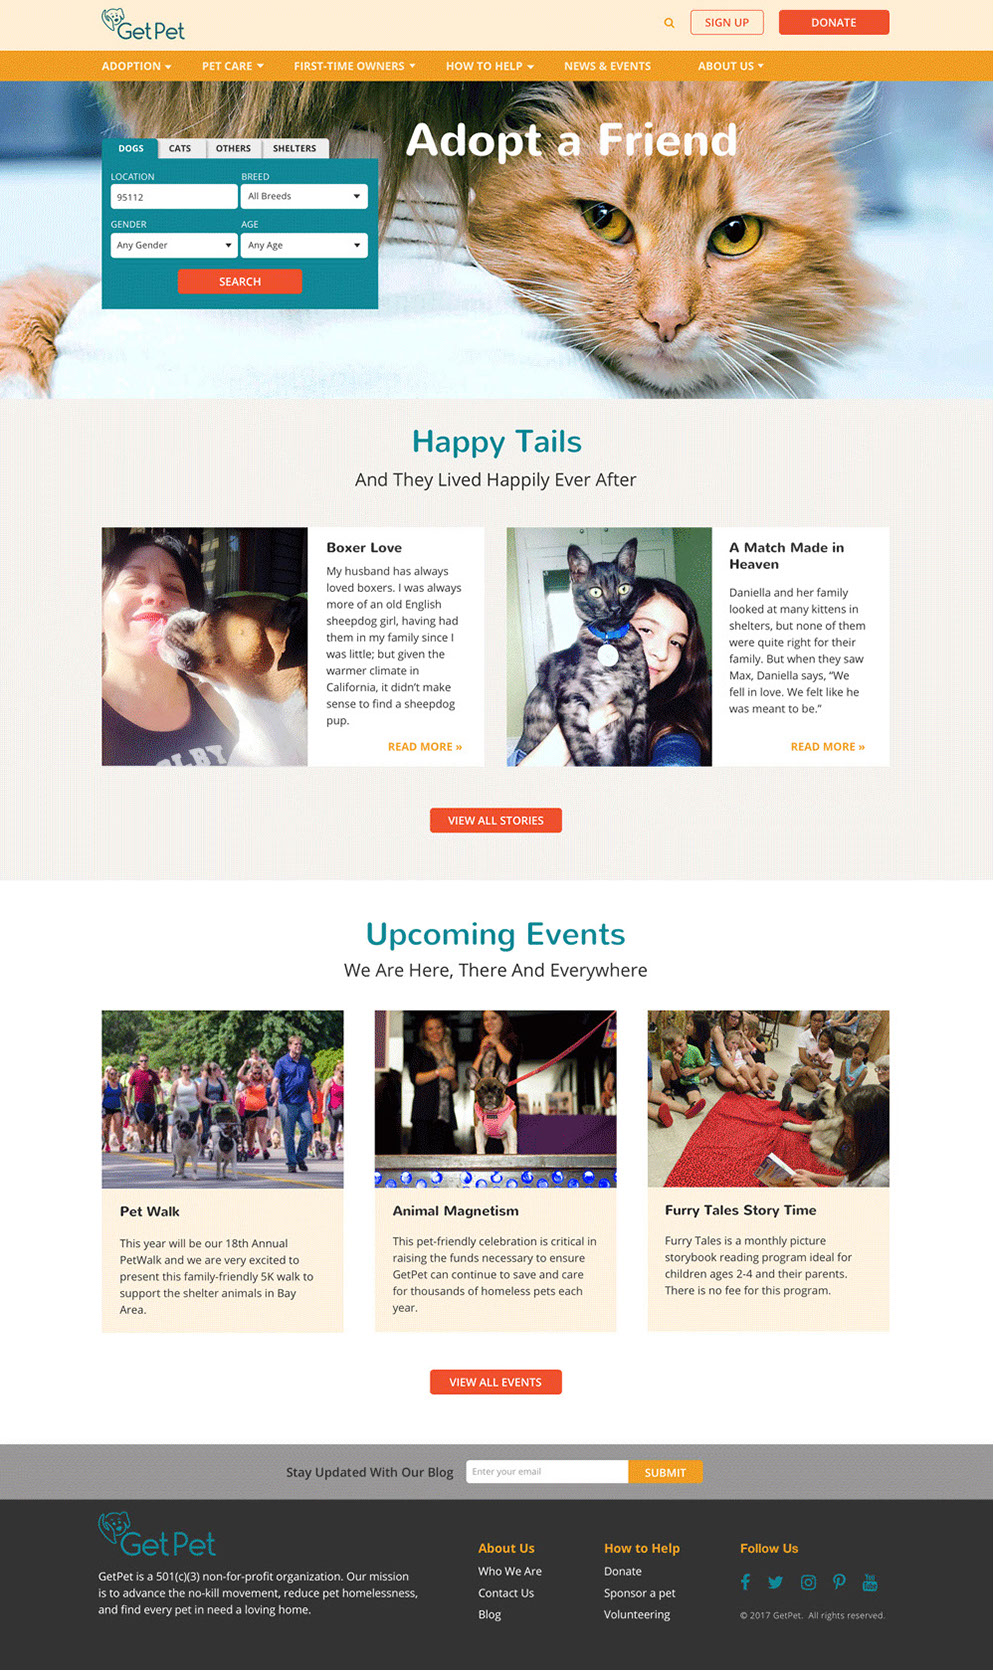 GetPet
SIGN UP
DONATE
ADOPTION
PET CARE
FIRST-TIME OWNERS
HOW TO HELP
NEWS & EVENTS
ABOUT US
Adopt a Friend
DOGS
CATS
OTHERS
SHELTERS
LOCATION
BREED
95112
All Breeds
GENDER
AGE
Any Gender
Any Age
SEARCH
Happy Tails
And They Lived Happily Ever After
Boxer Love
My husband has always
loved boxers. I was always
more of an old English
sheepdog girl, having had
them in my family since I
was little; but given the
warmer climate in
California, it didn’t make
sense to find a sheepdog
pup.
READ MORE »
A Match Made in
Heaven
Daniella and her family
looked at many kittens in
shelters, but none of them
were quite right for their
family. But when they saw
Max, Daniella says, “We
fell in love. We felt like he
was meant to be.”
READ MORE »
VIEW ALL STORIES
Upcoming Events
We Are Here, There And Everywhere
Pet Walk
This year will be our 18th Annual
PetWalk and we are very excited to
present this family-friendly 5K walk to
support the shelter animals in Bay
Area.
Animal Magnetism
This pet-friendly celebration is critical in
raising the funds necessary to ensure
GetPet can continue to save and care
for thousands of homeless pets each
year.
Furry Tales Story Time
Furry Tales is a monthly picture
storybook reading program ideal for
children ages 2-4 and their parents.
There is no fee for this program.
VIEW ALL EVENTS
Stay Updated With Our Blog
Enter your email
SUBMIT
GetPet
GetPet is a 501(c)(3) non-for-profit organization. Our mission
is to advance the no-kill movement, reduce pet homelessness,
and find every pet in need a loving home.
About Us
Who We Are
Contact Us
Blog
How to Help
Donate
Sponsor a pet
Volunteering
Follow Us
You
Tube
© 2017 GetPet. All rights reserved.